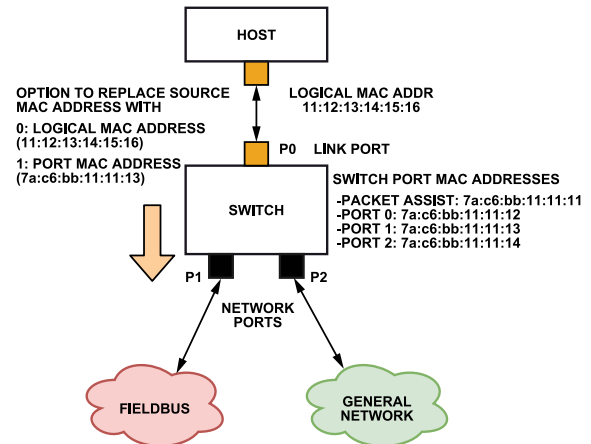 HOST
OPTION TO REPLACE SOURCE
MAC ADDRESS WITH
0: LOGICAL MAC ADDRESS
(11:12:13:14:15:16)
1: PORT MAC ADDRESS
(7a:c6:bb:11:11:13)
LOGICAL MAC ADDR
11:12:13:14:15:16
P0 LINK PORT
SWITCH
SWITCH PORT MAC ADDRESSES
-PACKET ASSIST: 7a:c6:bb:11:11:11
-PORT 0: 7a:c6:bb:11:11:12
-PORT 1: 7a:c6:bb:11:11:13
-PORT 2: 7a:c6:bb:11:11:14
P1
P2
NETWORK
PORTS
FIELDBUS
GENERAL
NETWORK